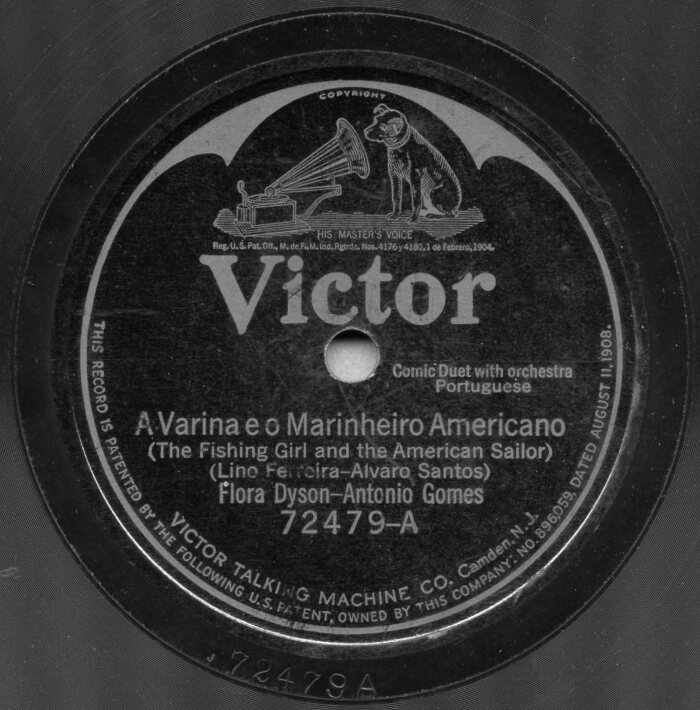 COPYRIGHT
HIS MASTER'S VOICE
Reg. U.S. Pat. Off., M. de F. M. Ind. Rgtrds. Nos. 4176 y 4180, 1 de Febrero, 1904.
Victor
Comic Duet with orchestra
Portuguese
A Varina e o Marinheiro Americano
(The Fishing Girl and the American Sailor)
(Lino Ferreira–Alvaro Santos)
Flora Dyson–Antonio Gomes
72479–A
VICTOR TALKING MACHINE CO. Camden, N.J.
THIS RECORD IS PATENTED BY THE FOLLOWING U.S. PATENT, OWNED BY THIS COMPANY: NO. 896,059, DATED AUGUST 11, 1908.
72479A